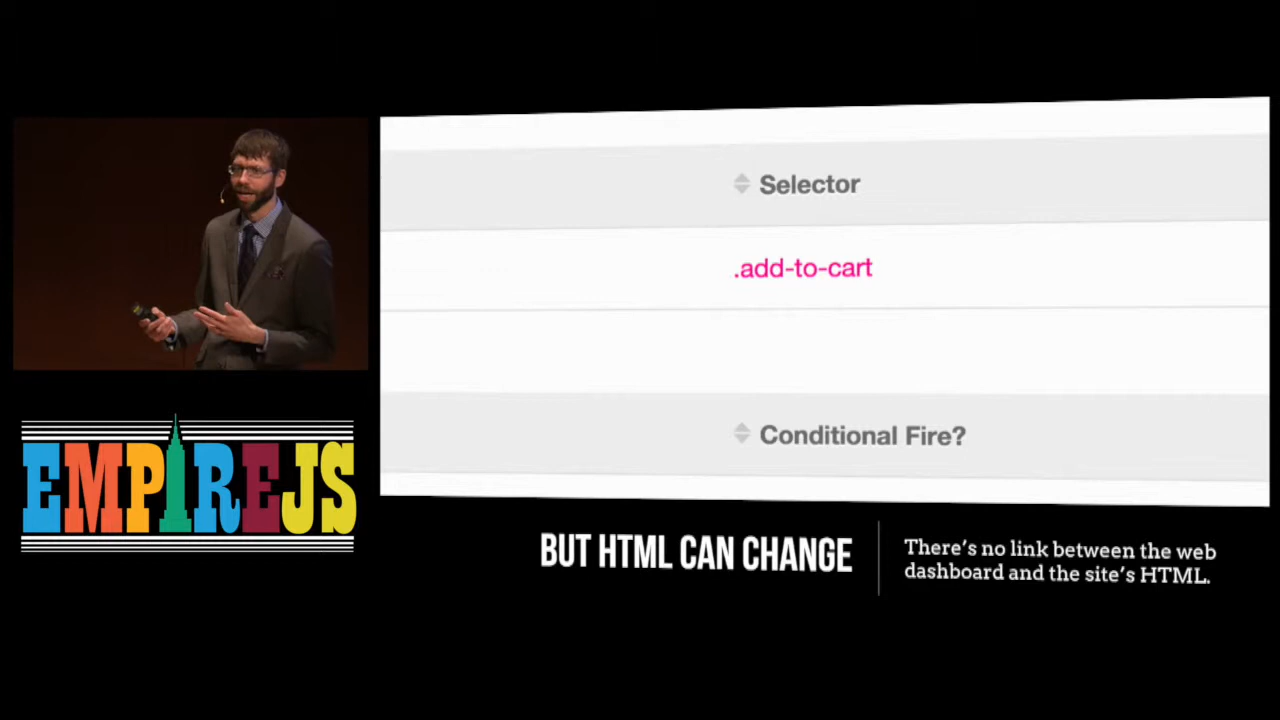 Selector
.add-to-cart
Conditional Fire?
EMPIREJS
BUT HTML CAN CHANGE
There's no link between the web
dashboard and the site's HTML.